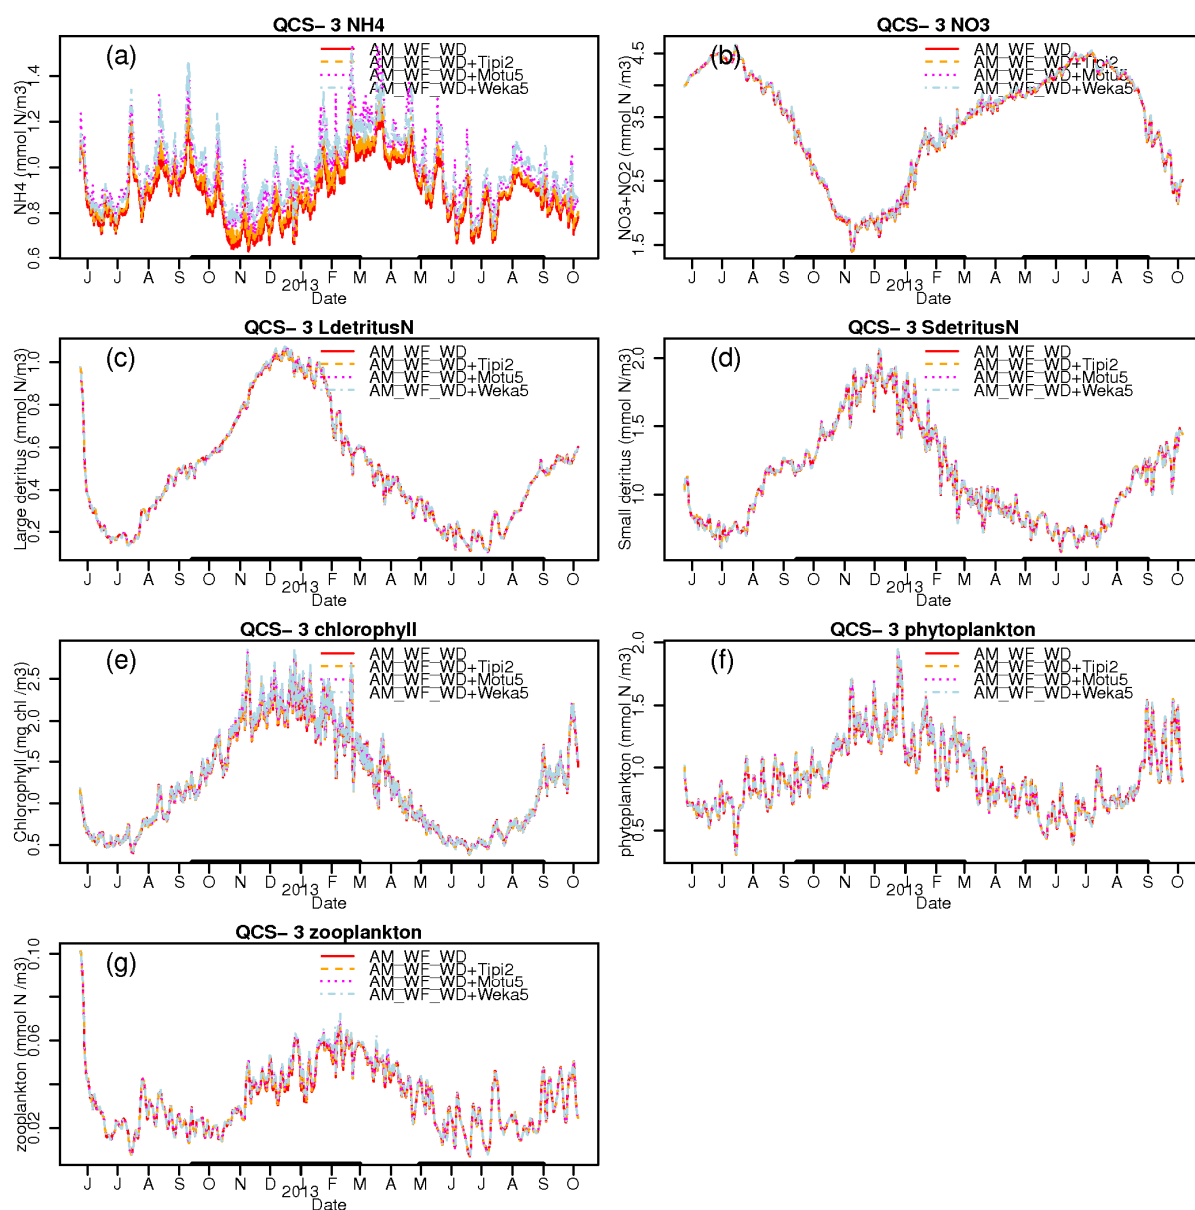 QCS- 3 NH4
(a)
AM_WF_WD
AM_WF_WD+Tipi2
AM_WF_WD+Motu5
AM_WF_WD+Weka5
NH4 (mmol N/m3)
0.6 0.8 1.0 1.2 1.4
J J A S O N D J F M A M J J A S O
2013
Date
QCS- 3 NO3
(b)
AM_WF_WD
AM_WF_WD+Tipi2
AM_WF_WD+Motu5
AM_WF_WD+Weka5
NO3+NO2 (mmol N /m3)
1.5 2.5 3.5 4.5
J J A S O N D J F M A M J J A S O
2013
Date
QCS- 3 LdetritusN
(c)
AM_WF_WD
AM_WF_WD+Tipi2
AM_WF_WD+Motu5
AM_WF_WD+Weka5
Large detritus (mmol N/m3)
0.2 0.4 0.6 0.8 1.0
J J A S O N D J F M A M J J A S O
2013
Date
QCS- 3 SdetritusN
(d)
AM_WF_WD
AM_WF_WD+Tipi2
AM_WF_WD+Motu5
AM_WF_WD+Weka5
Small detritus (mmol N/m3)
1.0 1.5 2.0
J J A S O N D J F M A M J J A S O
2013
Date
QCS- 3 chlorophyll
(e)
AM_WF_WD
AM_WF_WD+Tipi2
AM_WF_WD+Motu5
AM_WF_WD+Weka5
Chlorophyll (mg chl /m3)
0.5 1.0 1.5 2.0 2.5
J J A S O N D J F M A M J J A S O
2013
Date
QCS- 3 phytoplankton
(f)
AM_WF_WD
AM_WF_WD+Tipi2
AM_WF_WD+Motu5
AM_WF_WD+Weka5
phytoplankton (mmol N /m3)
0.5 1.0 1.5 2.0
J J A S O N D J F M A M J J A S O
2013
Date
QCS- 3 zooplankton
(g)
AM_WF_WD
AM_WF_WD+Tipi2
AM_WF_WD+Motu5
AM_WF_WD+Weka5
zooplankton (mmol N /m3)
0.02 0.06 0.10
J J A S O N D J F M A M J J A S O
2013
Date